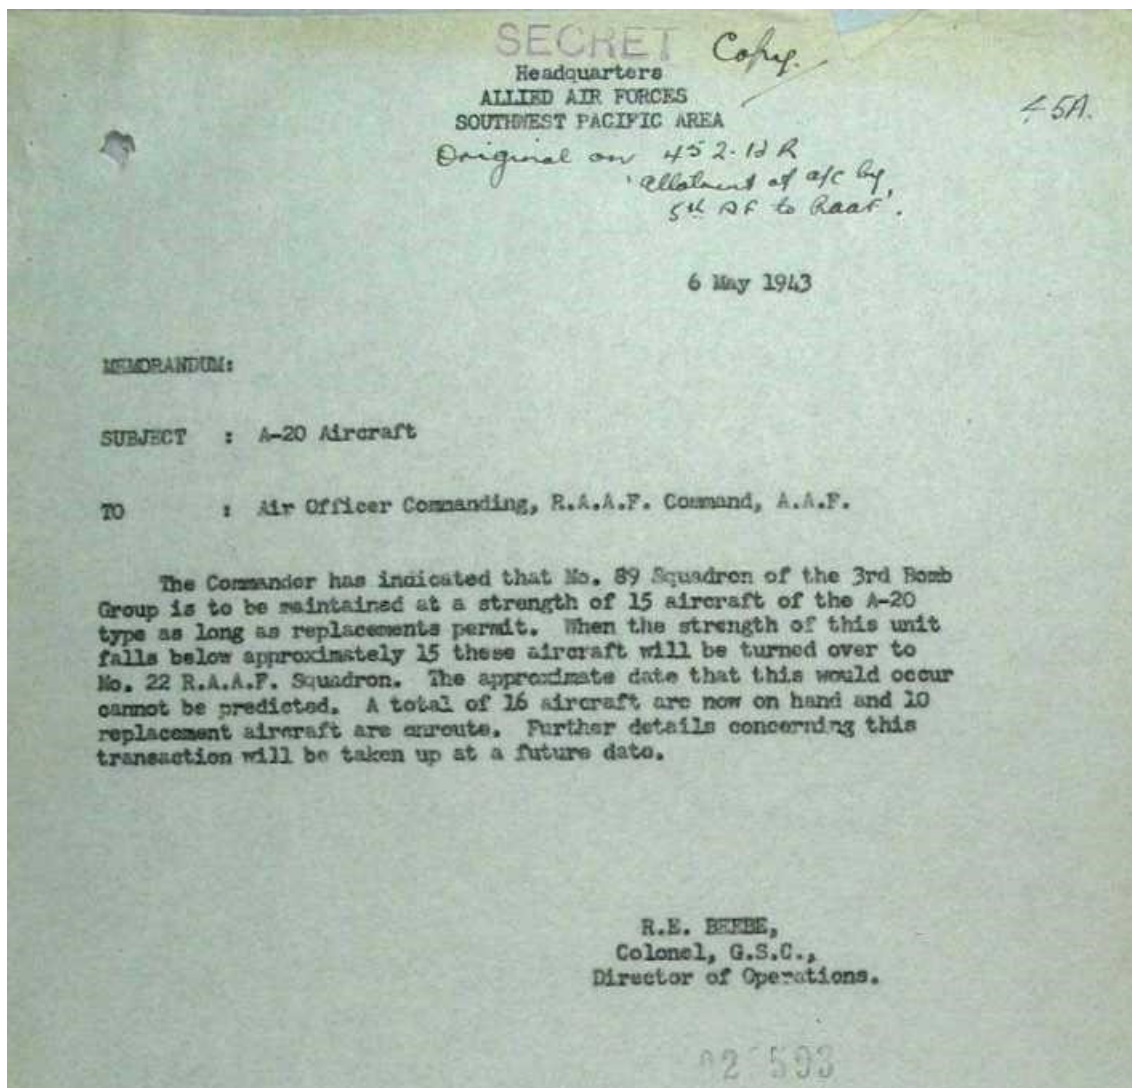 SECRET Copy.
Headquarters
ALLIED AIR FORCES
SOUTHWEST PACIFIC AREA
45A.
Original on 452.1J R
'allotment of a/c by
5th AF to RAAF'.
6 May 1943
MEMORANDUM:
SUBJECT : A-20 Aircraft
TO : Air Officer Commanding, R.A.A.F. Command, A.A.F.
The Commander has indicated that No. 89 Squadron of the 3rd Bomb
Group is to be maintained at a strength of 15 aircraft of the A-20
type as long as replacements permit. When the strength of this unit
falls below approximately 15 these aircraft will be turned over to
No. 22 R.A.A.F. Squadron. The approximate date that this would occur
cannot be predicted. A total of 16 aircraft are now on hand and 10
replacement aircraft are enroute. Further details concerning this
transaction will be taken up at a future date.
R.E. BEEBE,
Colonel, G.S.C.,
Director of Operations.